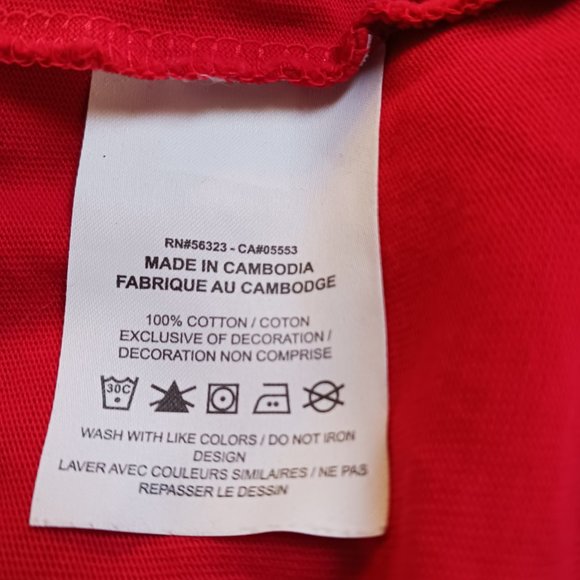 RN#56323 - CA#05553
MADE IN CAMBODIA
FABRIQUE AU CAMBODGE
100% COTTON / COTON
EXCLUSIVE OF DECORATION /
DECORATION NON COMPRISE
30C
WASH WITH LIKE COLORS / DO NOT IRON
DESIGN
LAVER AVEC COULEURS SIMILAIRES / NE PAS
REPASSER LE DESSIN